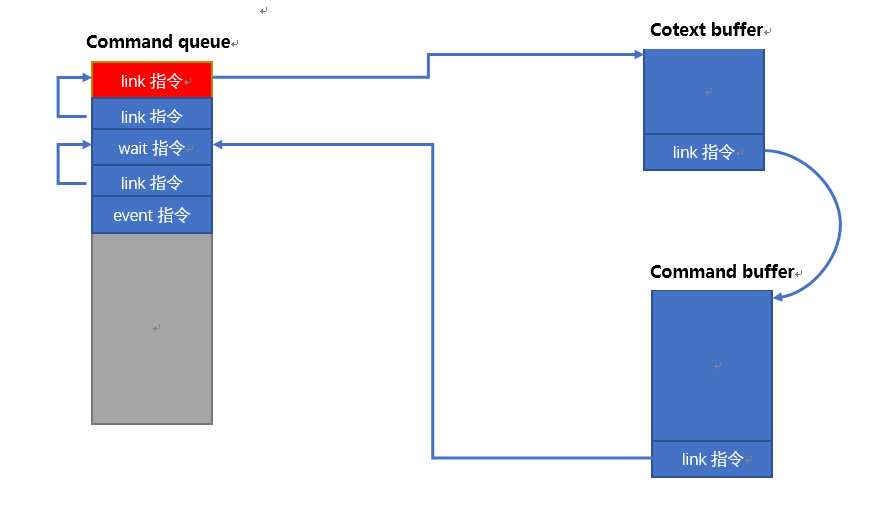 Command queue
link 指令
link 指令
wait 指令
link 指令
event 指令
Cotext buffer
link 指令
Command buffer
link 指令